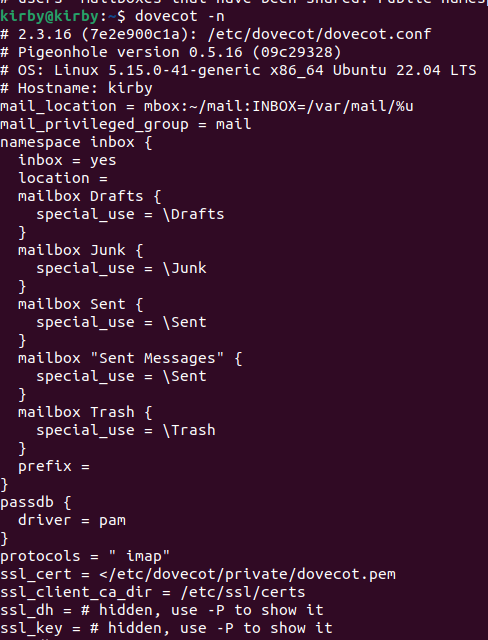 kirby@kirby:~$ dovecot -n
# 2.3.16 (7e2e900c1a): /etc/dovecot/dovecot.conf
# Pigeonhole version 0.5.16 (09c29328)
# OS: Linux 5.15.0-41-generic x86_64 Ubuntu 22.04 LTS
# Hostname: kirby
mail_location = mbox:~/mail:INBOX=/var/mail/%u
mail_privileged_group = mail
namespace inbox {
  inbox = yes
  location =
  mailbox Drafts {
    special_use = \Drafts
  }
  mailbox Junk {
    special_use = \Junk
  }
  mailbox Sent {
    special_use = \Sent
  }
  mailbox "Sent Messages" {
    special_use = \Sent
  }
  mailbox Trash {
    special_use = \Trash
  }
  prefix =
}
passdb {
  driver = pam
}
protocols = " imap"
ssl_cert = </etc/dovecot/private/dovecot.pem
ssl_client_ca_dir = /etc/ssl/certs
ssl_dh = # hidden, use -P to show it
ssl_key = # hidden, use -P to show it